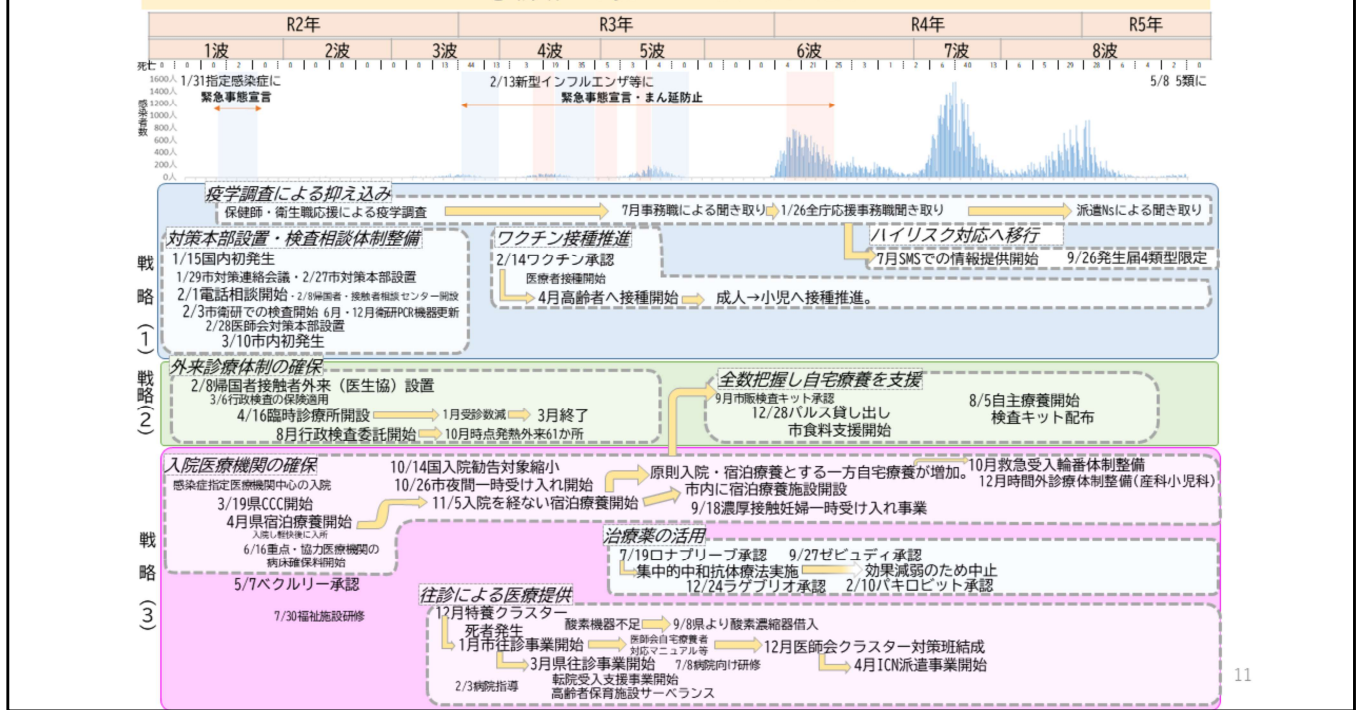 R2年 R3年 R4年 R5年
1波 2波 3波 4波 5波 6波 7波 8波
死亡
1/31指定感染症に 2/13新型インフルエンザ等に 5/8 5類に
緊急事態宣言 緊急事態宣言・まん延防止
感染者数
1600人
1400人
1200人
1000人
800人
600人
400人
200人
0人
戦略(1)
疫学調査による抑え込み
保健師・衛生職応援による疫学調査 7月事務職による聞き取り 1/26全庁応援事務職聞き取り 派遣Nsによる聞き取り
対策本部設置・検査相談体制整備
1/15国内初発生
1/29市対策連絡会議・2/27市対策本部設置
2/1電話相談開始・2/8帰国者・接触者相談センター開設
2/3市衛研での検査開始 6月・12月衛研PCR機器更新
2/28医師会対策本部設置
3/10市内初発生
ワクチン接種推進
2/14ワクチン承認
医療者接種開始
4月高齢者へ接種開始 成人→小児へ接種推進。
ハイリスク対応へ移行
7月SMSでの情報提供開始 9/26発生届4類型限定
戦略(2)
外来診療体制の確保
2/8帰国者接触者外来(医生協)設置
3/6行政検査の保険適用
4/16臨時診療所開設 1月受診数減 3月終了
8月行政検査委託開始 10月時点発熱外来61か所
全数把握し自宅療養を支援
9月市販検査キット承認
12/28パルス貸し出し
市食料支援開始
8/5自主療養開始
検査キット配布
戦略(3)
入院医療機関の確保
感染症指定医療機関中心の入院
3/19県CCC開始
4月県宿泊療養開始
入院し軽快後に入所
6/16重点・協力医療機関の
病床確保料開始
10/14国入院勧告対象縮小
10/26市夜間一時受け入れ開始
11/5入院を経ない宿泊療養開始
原則入院・宿泊療養とする一方自宅療養が増加。
市内に宿泊療養施設開設
9/18濃厚接触妊婦一時受け入れ事業
10月救急受入輪番体制整備
12月時間外診療体制整備(産科小児科)
5/7ベクルリー承認
7/30福祉施設研修
治療薬の活用
7/19ロナプリーブ承認 9/27ゼビュディ承認
集中的中和抗体療法実施 効果減弱のため中止
12/24ラゲブリオ承認 2/10パキロビット承認
往診による医療提供
12月特養クラスター
死者発生
酸素機器不足 9/8県より酸素濃縮器借入
1月市往診事業開始 医師会自宅療養者
対応マニュアル等
12月医師会クラスター対策班結成
3月県往診事業開始 7/8病院向け研修 4月ICN派遣事業開始
2/3病院指導
転院受入支援事業開始
高齢者保育施設サーベランス
11